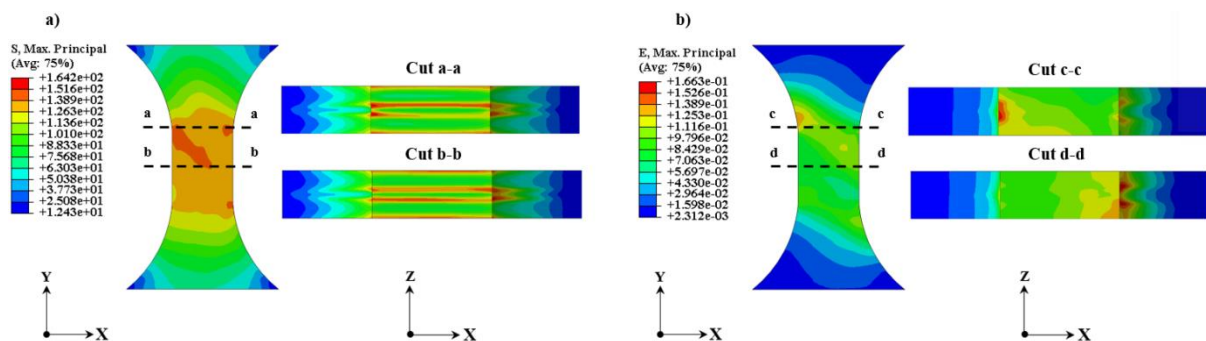 a)
S, Max. Principal
(Avg: 75%)
+1.642e+02
+1.516e+02
+1.389e+02
+1.263e+02
+1.136e+02
+1.010e+02
+8.833e+01
+7.568e+01
+6.303e+01
+5.038e+01
+3.773e+01
+2.508e+01
+1.243e+01
a a
b b
Cut a-a
Cut b-b
Y
X
Z
X
b)
E, Max. Principal
(Avg: 75%)
+1.663e-01
+1.526e-01
+1.389e-01
+1.253e-01
+1.116e-01
+9.796e-02
+8.429e-02
+7.063e-02
+5.697e-02
+4.330e-02
+2.964e-02
+1.598e-02
+2.312e-03
c c
d d
Cut c-c
Cut d-d
Y
X
Z
X